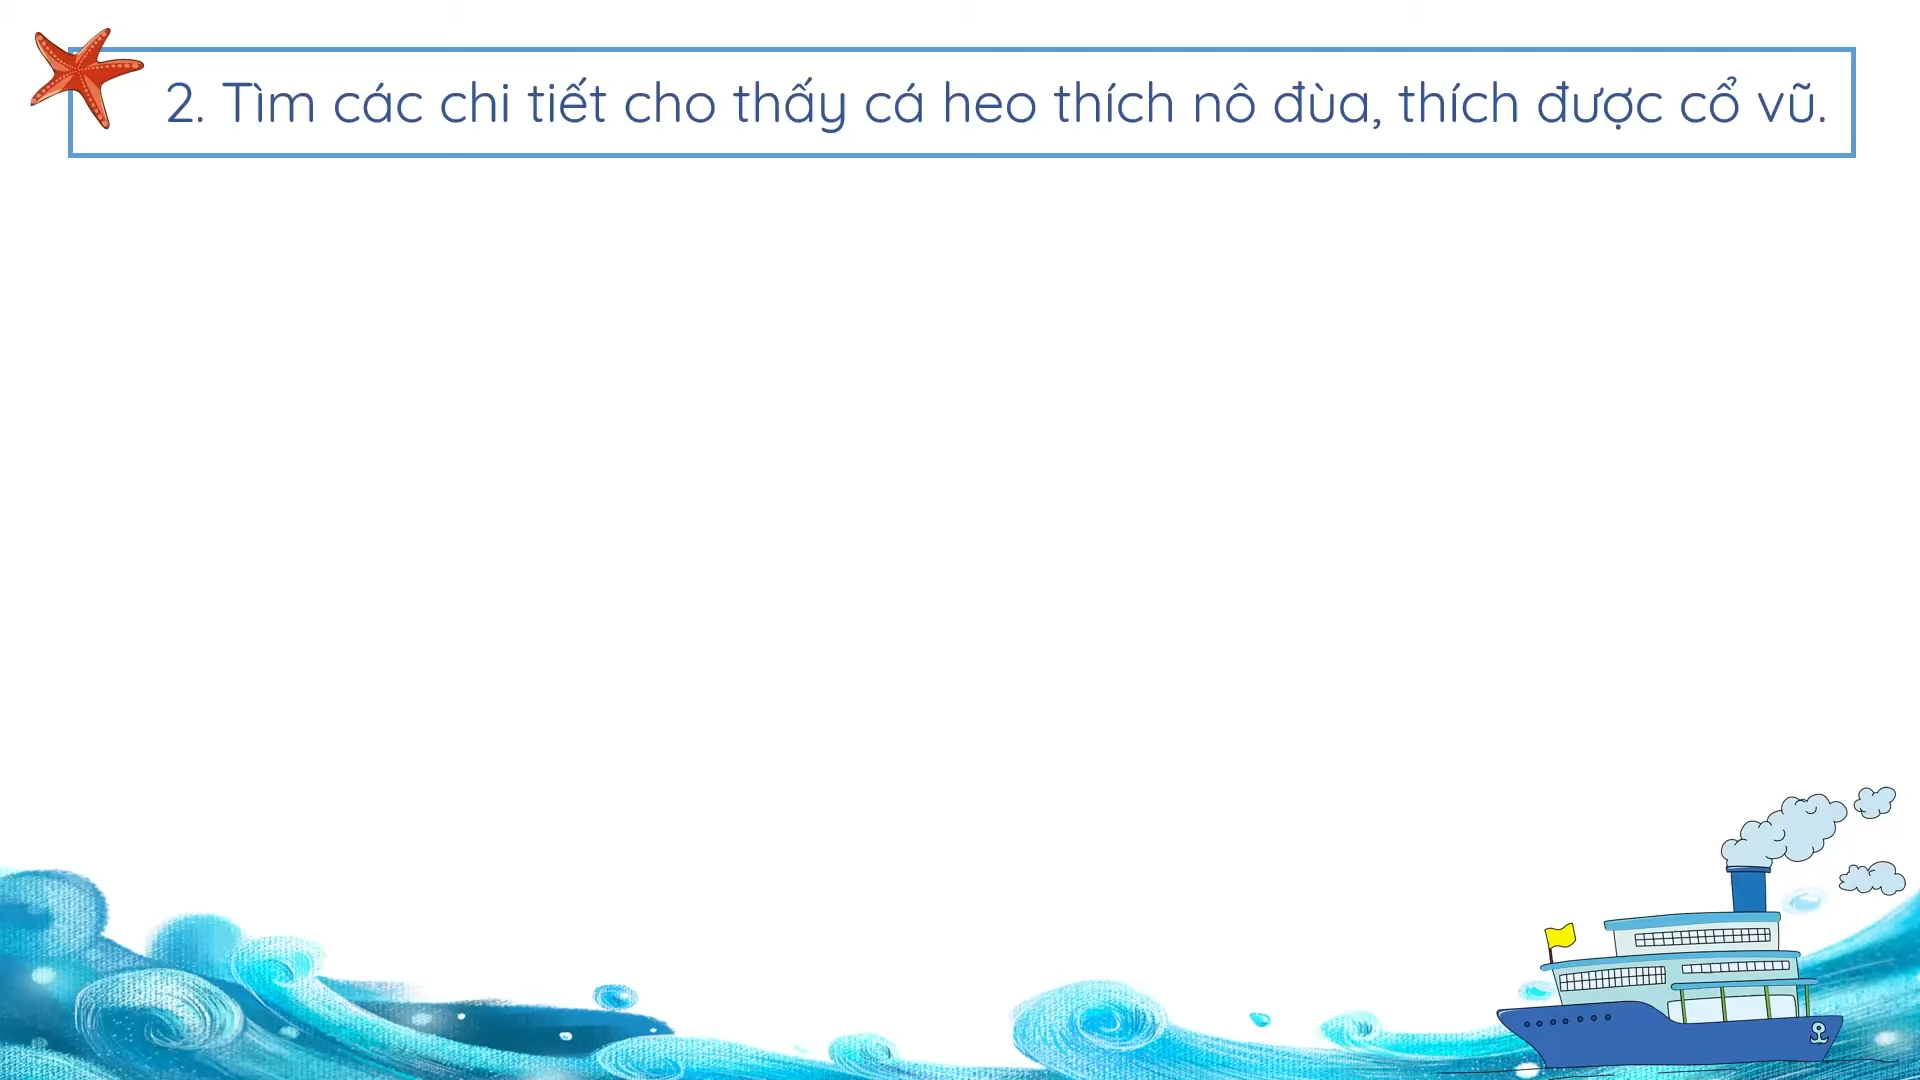 2. Tìm các chi tiết cho thấy cá heo thích nô đùa, thích được cổ vũ.